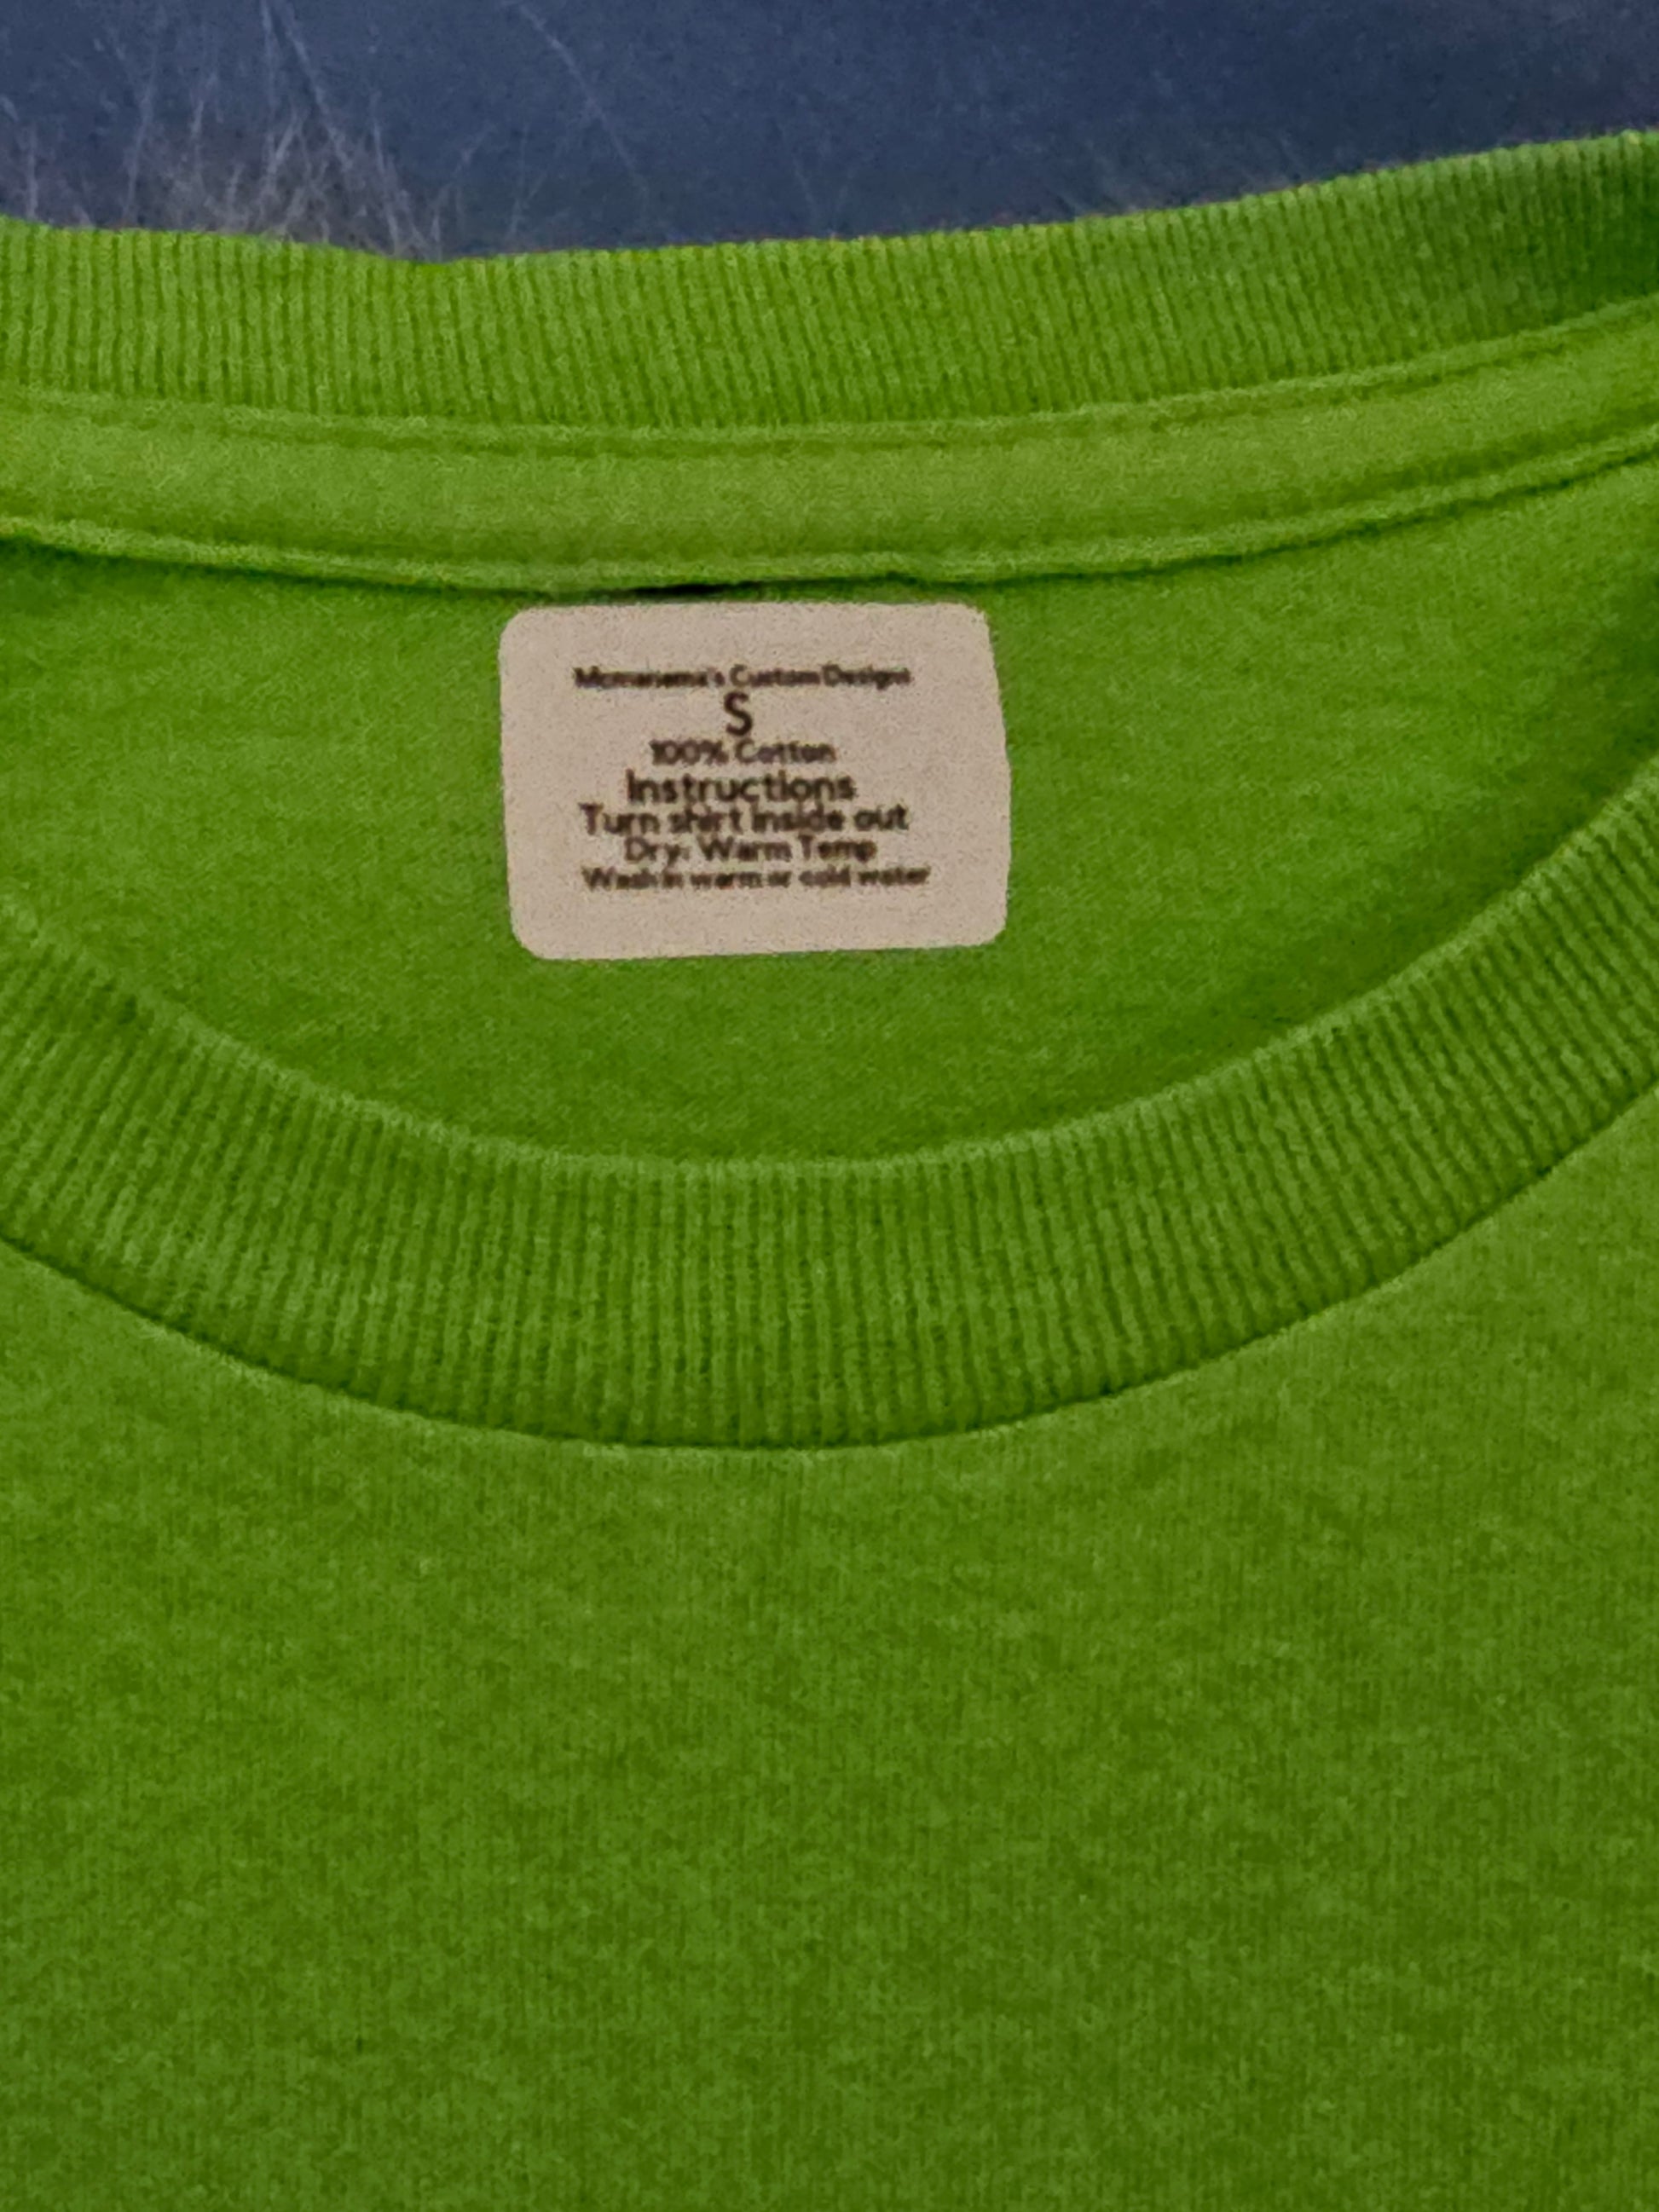 Mcmanama's Custom Designs
S
100% Cotton
Instructions
Turn shirt inside out
Dry: Warm Temp
Wash in warm or cold water